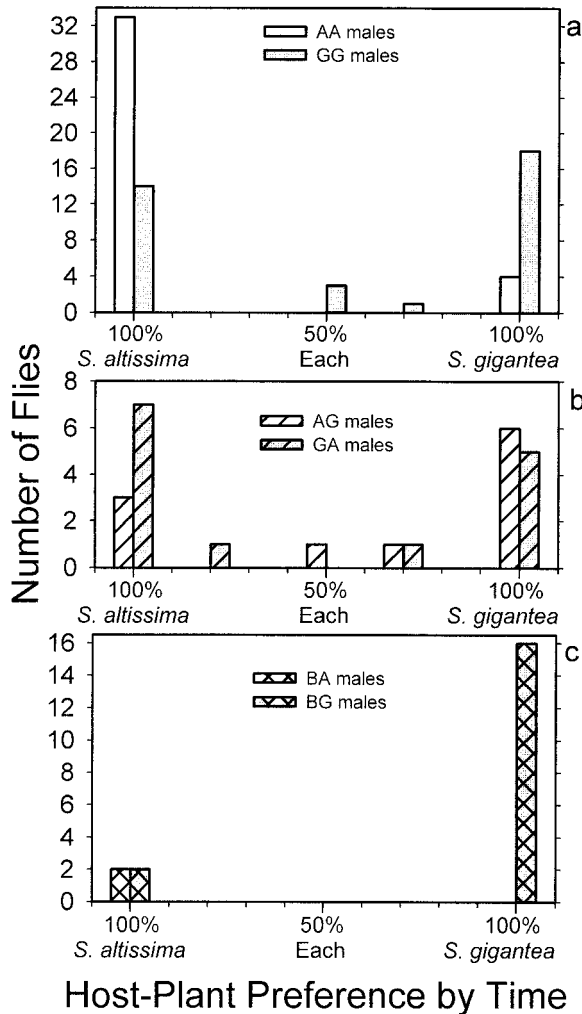 Number of Flies
a
32
28
24
20
16
12
8
4
0
AA males
GG males
100%
50%
100%
S. altissima
Each
S. gigantea
b
8
6
4
2
0
AG males
GA males
100%
50%
100%
S. altissima
Each
S. gigantea
c
16
14
12
10
8
6
4
2
0
BA males
BG males
100%
50%
100%
S. altissima
Each
S. gigantea
Host-Plant Preference by Time